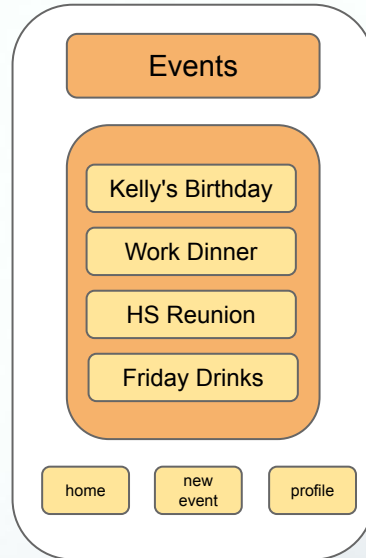 Events
Kelly's Birthday
Work Dinner
HS Reunion
Friday Drinks
home
new
event
profile